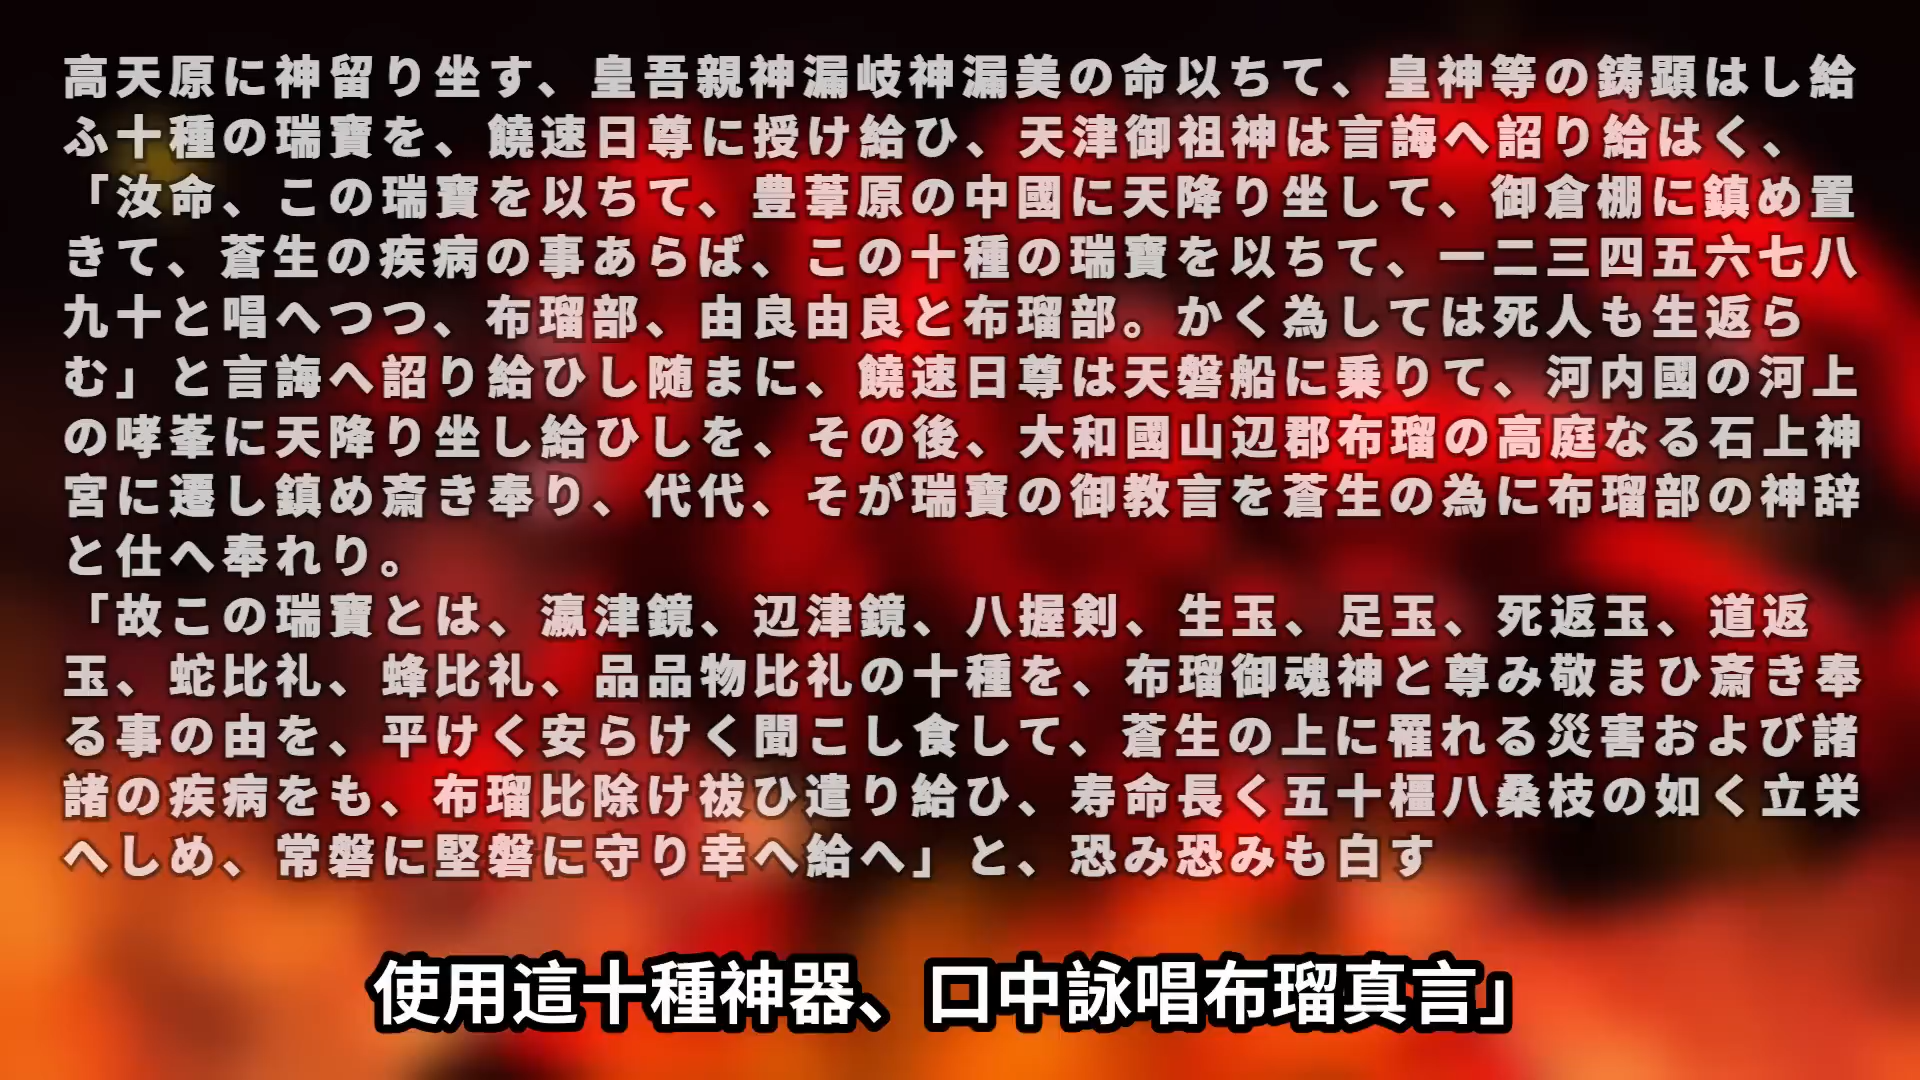 高天原に神留り坐す、皇吾親神漏岐神漏美の命以ちて、皇神等の鋳顕はし給
ふ十種の瑞寶を、饒速日尊に授け給ひ、天津御祖神は言誨へ詔り給はく、
「汝命、この瑞寶を以ちて、豊葦原の中國に天降り坐して、御倉棚に鎮め置
きて、蒼生の疾病の事あらば、この十種の瑞寶を以ちて、一二三四五六七八
九十と唱へつつ、布瑠部、由良由良と布瑠部。かく為しては死人も生返ら
む」と言誨へ詔り給ひし随まに、饒速日尊は天磐船に乗りて、河内國の河上
の哮峯に天降り坐し給ひしを、その後、大和國山辺郡布瑠の高庭なる石上神
宮に遷し鎮め斎き奉り、代代、そが瑞寶の御教言を蒼生の為に布瑠部の神辞
と仕へ奉れり。
「故この瑞寶とは、瀛津鏡、辺津鏡、八握剣、生玉、足玉、死返玉、道返
玉、蛇比礼、蜂比礼、品品物比礼の十種を、布瑠御魂神と尊み敬まひ斎き奉
る事の由を、平けく安らけく聞こし食して、蒼生の上に罹れる災害および諸
諸の疾病をも、布瑠比除け祓ひ遣り給ひ、寿命長く五十橿八桑枝の如く立栄
へしめ、常磐に堅磐に守り幸へ給へ」と、恐み恐みも白す
使用這十種神器、口中詠唱布瑠真言」